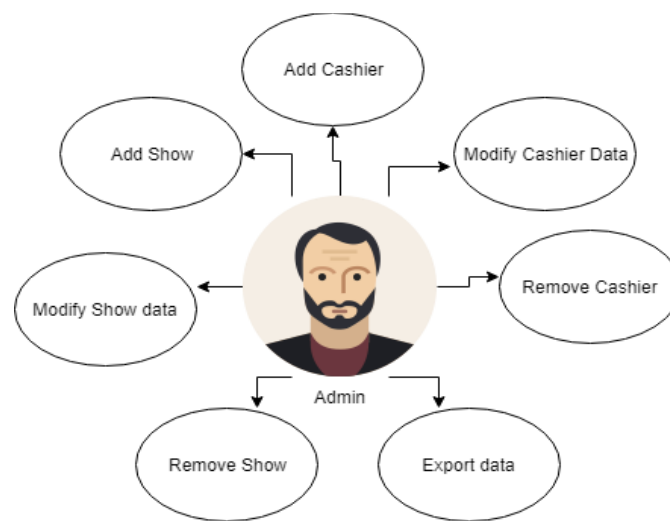 Add Cashier
Add Show
Modify Cashier Data
Modify Show data
Remove Cashier
Admin
Remove Show
Export data